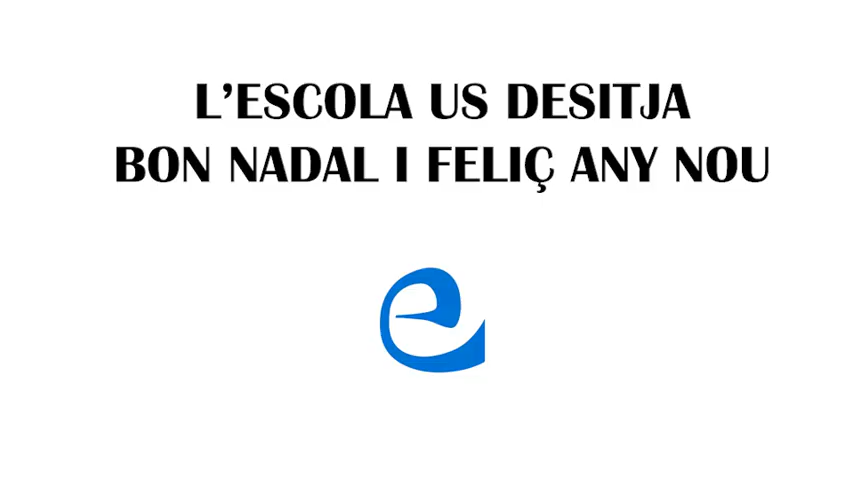 L’ESCOLA US DESITJA
BON NADAL I FELIÇ ANY NOU
e